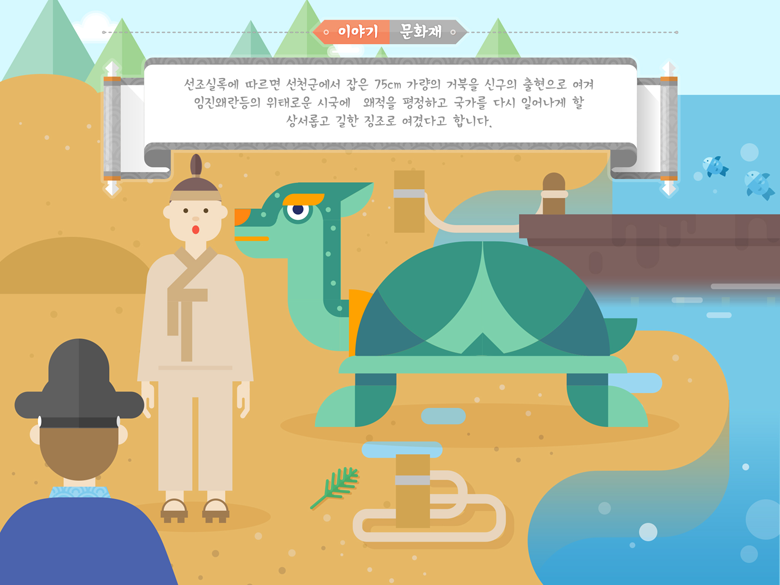 이야기 문화재
선조실록에 따르면 선천군에서 잡은 75cm 가량의 거북을 신구의 출현으로 여겨
임진왜란등의 위태로운 시국에 왜적을 평정하고 국가를 다시 일어나게 할
상서롭고 길한 징조로 여겼다고 합니다.